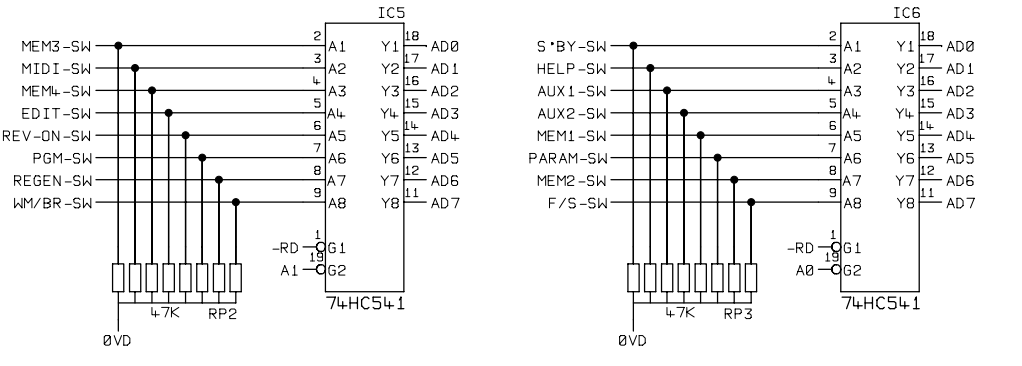 IC5
MEM3-SW 2 A1 Y1 18 AD0
MIDI-SW 3 A2 Y2 17 AD1
MEM4-SW 4 A3 Y3 16 AD2
EDIT-SW 5 A4 Y4 15 AD3
REV-ON-SW 6 A5 Y5 14 AD4
PGM-SW 7 A6 Y6 13 AD5
REGEN-SW 8 A7 Y7 12 AD6
WM/BR-SW 9 A8 Y8 11 AD7
-RD 1 G1
A1 19 G2
47K RP2 74HC541
0VD
IC6
S'BY-SW 2 A1 Y1 18 AD0
HELP-SW 3 A2 Y2 17 AD1
AUX1-SW 4 A3 Y3 16 AD2
AUX2-SW 5 A4 Y4 15 AD3
MEM1-SW 6 A5 Y5 14 AD4
PARAM-SW 7 A6 Y6 13 AD5
MEM2-SW 8 A7 Y7 12 AD6
F/S-SW 9 A8 Y8 11 AD7
-RD 1 G1
A0 19 G2
47K RP3 74HC541
0VD